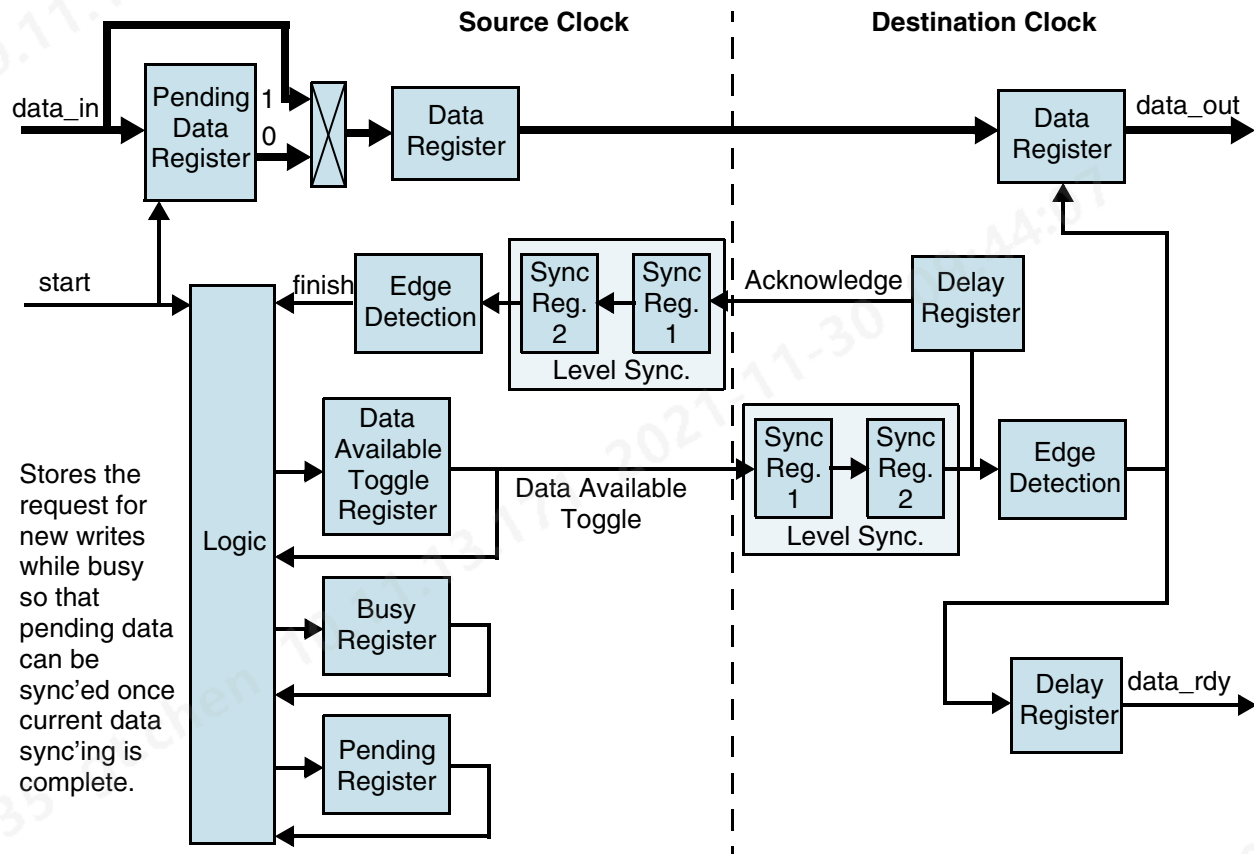 Source Clock
Destination Clock
data_in
Pending
Data
Register
1
0
Data
Register
Data
Register
data_out
start
finish
Edge
Detection
Sync
Reg.
2
Sync
Reg.
1
Level Sync.
Acknowledge
Delay
Register
Data
Available
Toggle
Register
Data Available
Toggle
Sync
Reg.
1
Sync
Reg.
2
Level Sync.
Edge
Detection
Stores the
request for
new writes
while busy
so that
pending data
can be
sync'ed once
current data
sync'ing is
complete.
Logic
Busy
Register
Pending
Register
Delay
Register
data_rdy